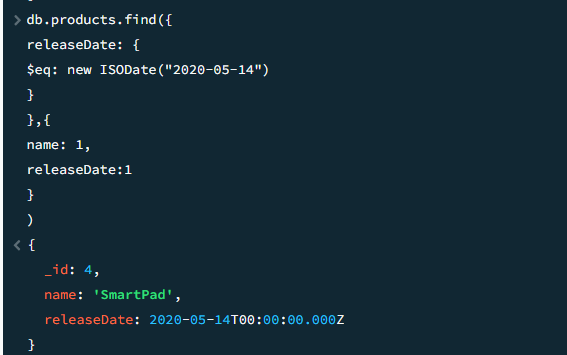 db.products.find({
releaseDate: {
$eq: new ISODate("2020-05-14")
}
},{
name: 1,
releaseDate:1
}
)
{
_id: 4,
name: 'SmartPad',
releaseDate: 2020-05-14T00:00:00.000Z
}